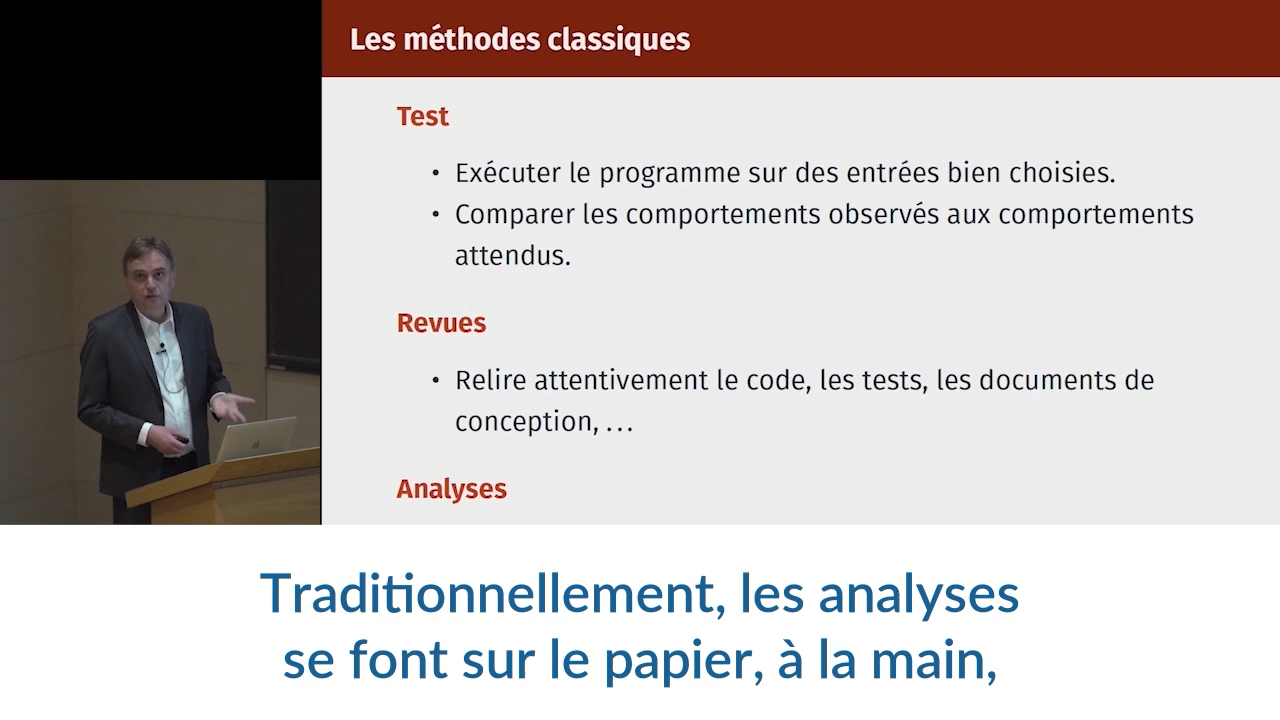 Les méthodes classiques
Test
• Exécuter le programme sur des entrées bien choisies.
• Comparer les comportements observés aux comportements
attendus.
Revues
• Relire attentivement le code, les tests, les documents de
conception, ...
Analyses
Traditionnellement, les analyses
se font sur le papier, à la main,